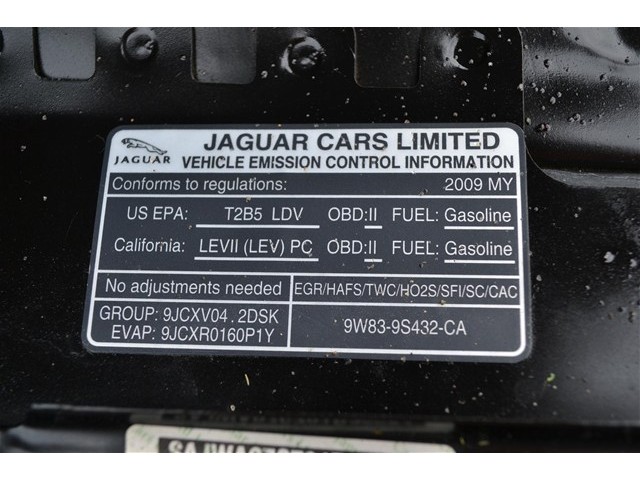 JAGUAR
JAGUAR CARS LIMITED
VEHICLE EMISSION CONTROL INFORMATION
Conforms to regulations: 2009 MY
US EPA: T2B5 LDV OBD:II FUEL: Gasoline
California: LEVII (LEV) PC OBD:II FUEL: Gasoline
No adjustments needed EGR/HAFS/TWC/HO2S/SFI/SC/CAC
GROUP: 9JCXV04.2DSK
EVAP: 9JCXR0160P1Y
9W83-9S432-CA